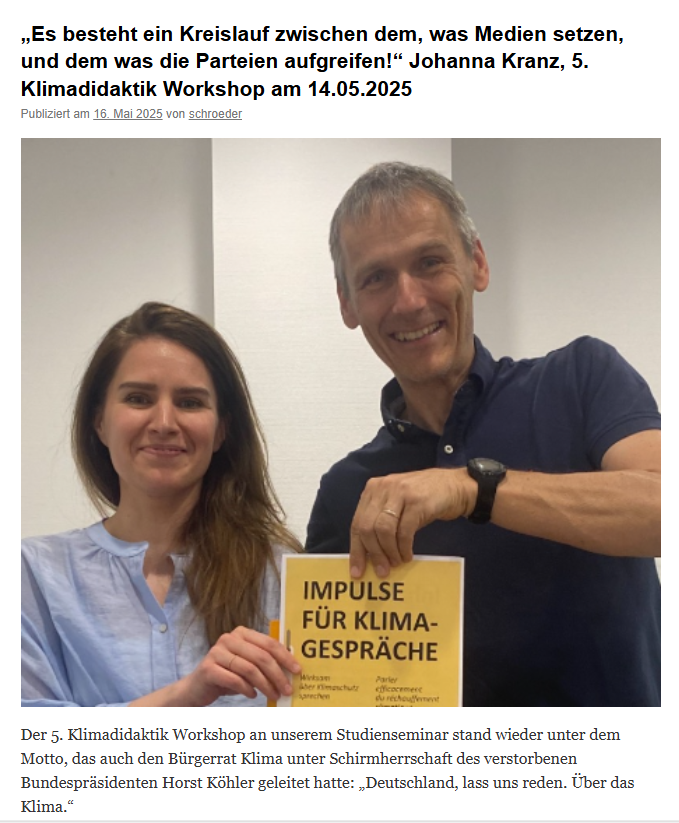 „Es besteht ein Kreislauf zwischen dem, was Medien setzen,
und dem was die Parteien aufgreifen!“ Johanna Kranz, 5.
Klimadidaktik Workshop am 14.05.2025
Publiziert am 16. Mai 2025 von schroeder
IMPULSE
FÜR KLIMA-
GESPRÄCHE
Wirksam
über Klimaschutz
sprechen
Parler
efficacement
du réchauffement
Der 5. Klimadidaktik Workshop an unserem Studienseminar stand wieder unter dem
Motto, das auch den Bürgerrat Klima unter Schirmherrschaft des verstorbenen
Bundespräsidenten Horst Köhler geleitet hatte: „Deutschland, lass uns reden. Über das
Klima.“